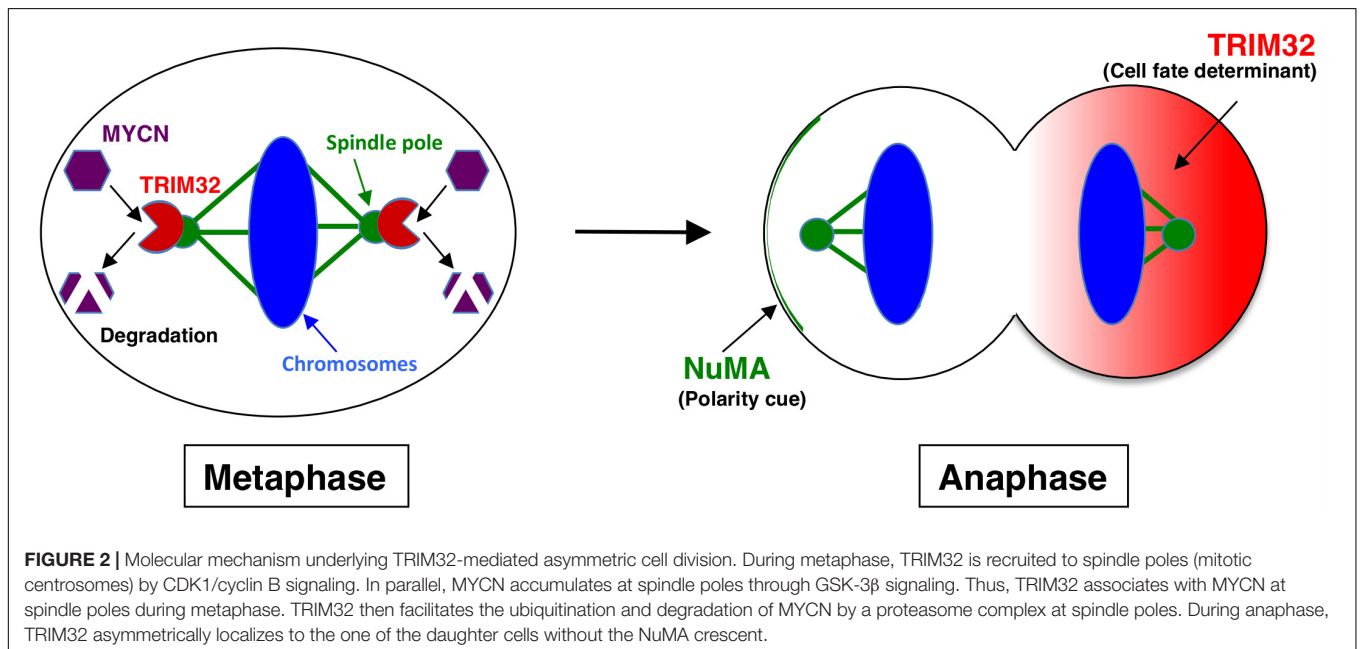 MYCN
Spindle pole
TRIM32
Degradation
Chromosomes
Metaphase
TRIM32
(Cell fate determinant)
NuMA
(Polarity cue)
Anaphase
FIGURE 2 | Molecular mechanism underlying TRIM32-mediated asymmetric cell division. During metaphase, TRIM32 is recruited to spindle poles (mitotic
centrosomes) by CDK1/cyclin B signaling. In parallel, MYCN accumulates at spindle poles through GSK-3β signaling. Thus, TRIM32 associates with MYCN at
spindle poles during metaphase. TRIM32 then facilitates the ubiquitination and degradation of MYCN by a proteasome complex at spindle poles. During anaphase,
TRIM32 asymmetrically localizes to the one of the daughter cells without the NuMA crescent.